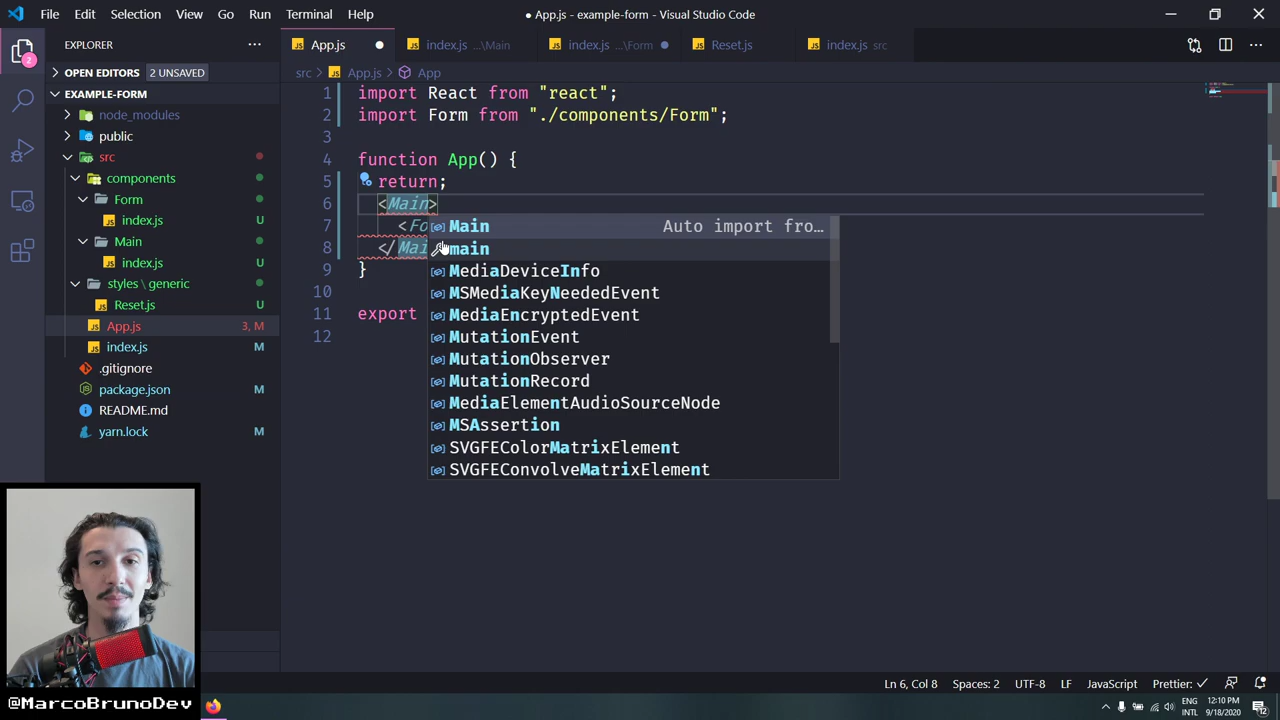 File Edit Selection View Go Run Terminal Help
● App.js - example-form - Visual Studio Code
EXPLORER
App.js
index.js ...\Main
index.js ...\Form
Reset.js
index.js src
OPEN EDITORS 2 UNSAVED
EXAMPLE-FORM
node_modules
public
src
components
Form
index.js U
Main
index.js U
styles \ generic
Reset.js U
App.js 3, M
index.js M
.gitignore
package.json M
README.md
yarn.lock M
2
src > App.js > App
1 import React from "react";
2 import Form from "./components/Form";
3
4 function App() {
5 return;
6 <Main>
7 <Fo
8 </Mai
9 }
10
11 export
12
Main Auto import fro...
main
MediaDeviceInfo
MSMediaKeyNeededEvent
MediaEncryptedEvent
MutationEvent
MutationObserver
MutationRecord
MediaElementAudioSourceNode
MSAssertion
SVGFEColorMatrixElement
SVGFEConvolveMatrixElement
Ln 6, Col 8 Spaces: 2 UTF-8 LF JavaScript Prettier: ✓
@MarcoBrunoDev
ENG
INTL
12:10 PM
9/18/2020
12